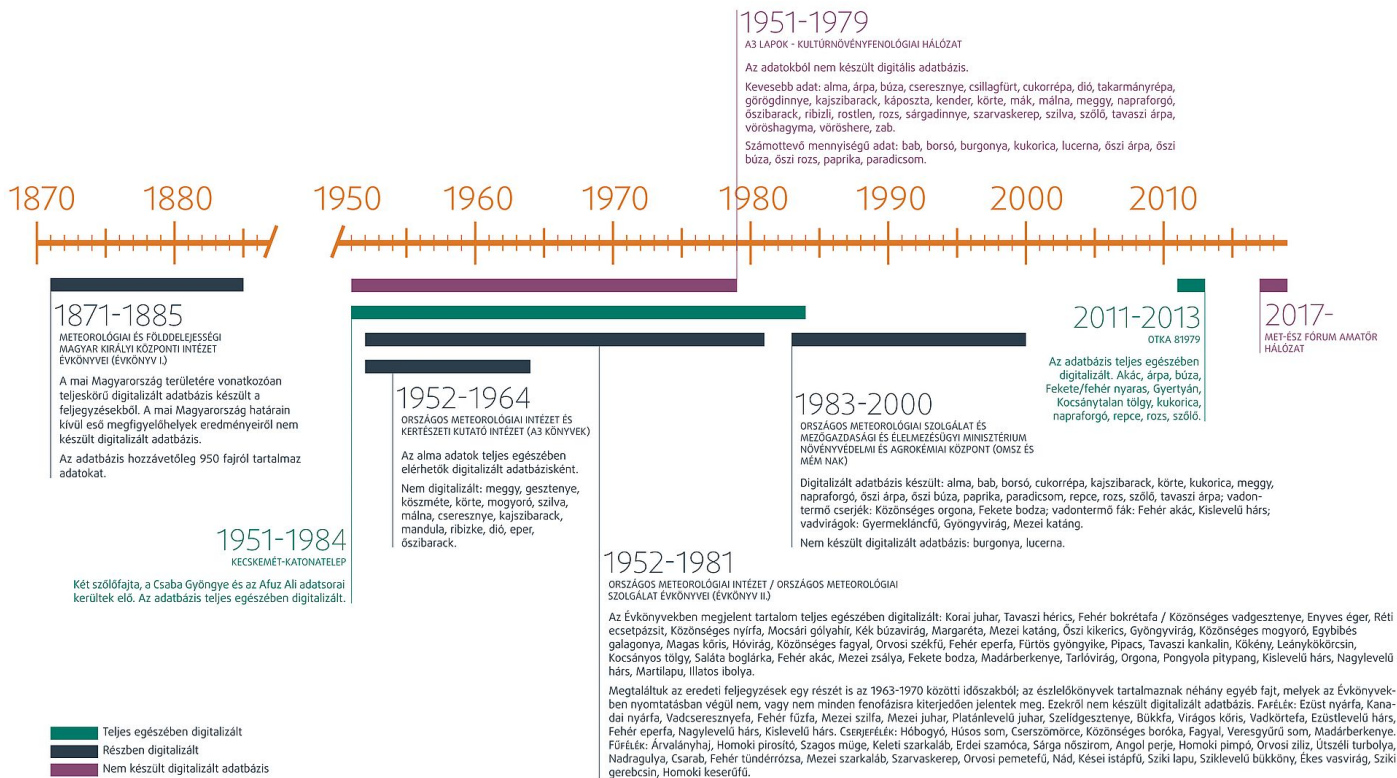 1951-1979
A3 LAPOK - KULTÚRNÖVÉNYFENOLÓGIAI HÁLÓZAT
Az adatokból nem készült digitális adatbázis.
Kevesebb adat: alma, árpa, búza, cseresznye, csillagfürt, cukorrépa, dió, takarmányrépa,
görögdinnye, kajszibarack, káposzta, kender, körte, mák, málna, meggy, napraforgó,
őszibarack, ribizli, rostlen, rozs, sárgadinnye, szarvaskerep, szilva, szőlő, tavaszi árpa,
vöröshagyma, vöröshere, zab.
Számottevő mennyiségű adat: bab, borsó, burgonya, kukorica, lucerna, őszi árpa, őszi
búza, őszi rozs, paprika, paradicsom.
1870 1880 1950 1960 1970 1980 1990 2000 2010
1871-1885
METEOROLÓGIAI ÉS FÖLDDELEJESSÉGI
MAGYAR KIRÁLYI KÖZPONTI INTÉZET
ÉVKÖNYVEI (ÉVKÖNYV I.)
A mai Magyarország területére vonatkozóan
teljeskörű digitalizált adatbázis készült a
feljegyzésekből. A mai Magyarország határain
kívül eső megfigyelőhelyek eredményeiről nem
készült digitalizált adatbázis.
Az adatbázis hozzávetőleg 950 fajról tartalmaz
adatokat.
1951-1984
KECSKEMÉT-KATONATELEP
Két szőlőfajta, a Csaba Gyöngye és az Afuz Ali adatsorai
kerültek elő. Az adatbázis teljes egészében digitalizált.
1952-1964
ORSZÁGOS METEOROLÓGIAI INTÉZET ÉS
KERTÉSZETI KUTATÓ INTÉZET (A3 KÖNYVEK)
Az alma adatok teljes egészében
elérhetők digitalizált adatbázisként.
Nem digitalizált: meggy, gesztenye,
köszméte, körte, mogyoró, szilva,
málna, cseresznye, kajszibarack,
mandula, ribizke, dió, eper,
őszibarack.
1983-2000
ORSZÁGOS METEOROLÓGIAI SZOLGÁLAT ÉS
MEZŐGAZDASÁGI ÉS ÉLELMEZÉSÜGYI MINISZTÉRIUM
NÖVÉNYVÉDELMI ÉS AGROKÉMIAI KÖZPONT (OMSZ ÉS
MÉM NAK)
Digitalizált adatbázis készült: alma, bab, borsó, cukorrépa, kajszibarack, körte, kukorica, meggy,
napraforgó, őszi árpa, őszi búza, paprika, paradicsom, repce, rozs, szőlő, tavaszi árpa; vadon-
termő cserjék: Közönséges orgona, Fekete bodza; vadontermő fák: Fehér akác, Kislevelű hárs;
vadvirágok: Gyermekláncfű, Gyöngyvirág, Mezei katáng.
Nem készült digitalizált adatbázis: burgonya, lucerna.
2011-2013
OTKA 81979
Az adatbázis teljes egészében
digitalizált. Akác, árpa, búza,
Fekete/fehér nyaras, Gyertyán,
Kocsánytalan tölgy, kukorica,
napraforgó, repce, rozs, szőlő.
2017-
MET-ÉSZ FÓRUM AMATŐR
HÁLÓZAT
1952-1981
ORSZÁGOS METEOROLÓGIAI INTÉZET / ORSZÁGOS METEOROLÓGIAI
SZOLGÁLAT ÉVKÖNYVEI (ÉVKÖNYV II.)
Az Évkönyvekben megjelent tartalom teljes egészében digitalizált: Korai juhar, Tavaszi hérics, Fehér bokrétafa / Közönséges vadgesztenye, Enyves éger, Réti
ecsetpázsit, Közönséges nyírfa, Mocsári gólyahír, Kék búzavirág, Margaréta, Mezei katáng, Őszi kikerics, Gyöngyvirág, Közönséges mogyoró, Egybibés
galagonya, Magas kőris, Hóvirág, Közönséges fagyal, Orvosi székfű, Fehér eperfa, Fürtös gyöngyike, Pipacs, Tavaszi kankalin, Kökény, Leánykökörcsin,
Kocsányos tölgy, Saláta boglárka, Fehér akác, Mezei zsálya, Fekete bodza, Madárberkenye, Tarlóvirág, Orgona, Pongyola pitypang, Kislevelű hárs, Nagylevelű
hárs, Martilapu, Illatos ibolya.
Megtaláltuk az eredeti feljegyzések egy részét is az 1963-1970 közötti időszakból; az észlelőkönyvek tartalmaznak néhány egyéb fajt, melyek az Évkönyvek-
ben nyomtatásban végül nem, vagy nem minden fenofázisra kiterjedően jelentek meg. Ezekről nem készült digitalizált adatbázis. FAFÉLÉK: Ezüst nyárfa, Kana-
dai nyárfa, Vadcseresznyefa, Fehér fűzfa, Mezei szilfa, Mezei juhar, Platánlevelű juhar, Szelídgesztenye, Bükkfa, Virágos kőris, Vadkörtefa, Ezüstlevelű hárs,
Fehér eperfa, Nagylevelű hárs, Kislevelű hárs. CSERJEFÉLÉK: Hóbogyó, Húsos som, Cserszömörce, Közönséges boróka, Fagyal, Veresgyűrű som, Madárberkenye.
FŰFÉLÉK: Árvalányhaj, Homoki pirosító, Szagos müge, Keleti szarkaláb, Erdei szamóca, Sárga nőszirom, Angol perje, Homoki pimpó, Orvosi ziliz, Útszéli turbolya,
Nadragulya, Csarab, Fehér tündérrózsa, Mezei szarkaláb, Szarvaskerep, Orvosi pemetefű, Nád, Kései istápfű, Sziki lapu, Sziklevelű bükköny, Ékes vasvirág, Sziki
gerebcsin, Homoki keserűfű.
Teljes egészében digitalizált
Részben digitalizált
Nem készült digitalizált adatbázis